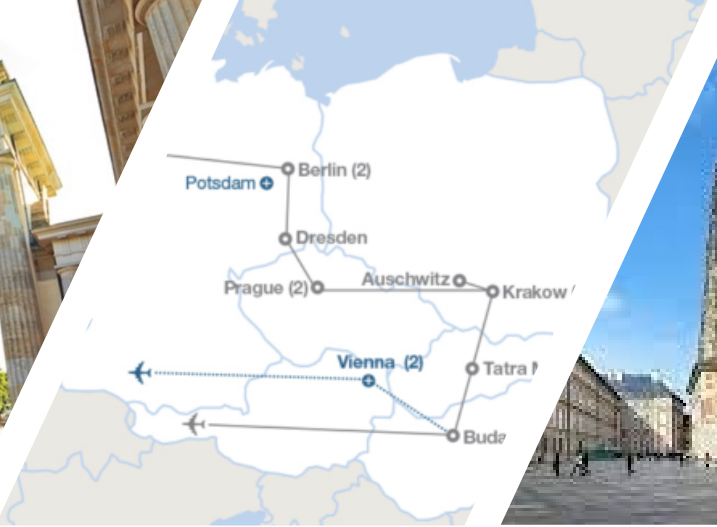 Berlin (2)
Potsdam
Dresden
Auschwitz
Prague (2)
Krakow
Vienna (2)
Tatra
Buda